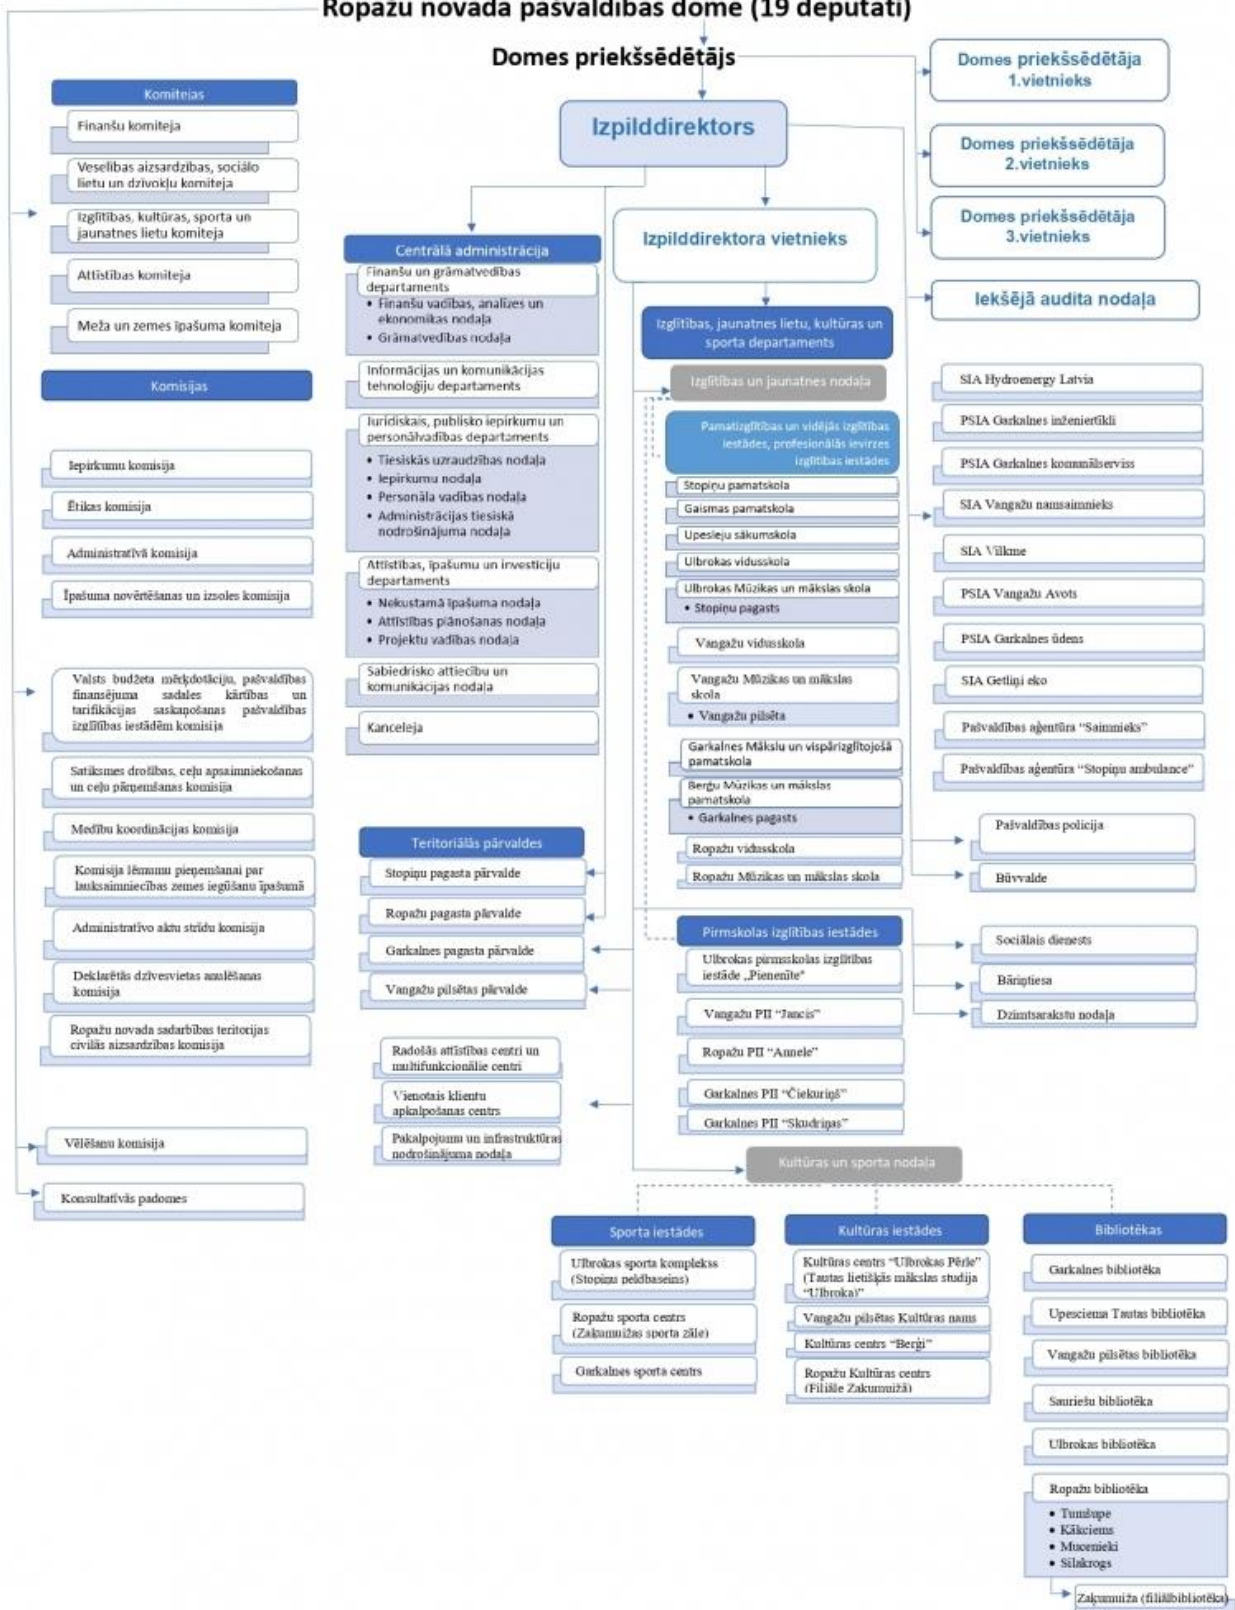 Ropažu novada pašvaldības dome (19 deputāti)
Domes priekšsēdētājs
Domes priekšsēdētāja
1.vietnieks
Domes priekšsēdētāja
2.vietnieks
Domes priekšsēdētāja
3.vietnieks
Izpilddirektors
Izpilddirektora vietnieks
Iekšējā audita nodaļa
Komitejas
Finanšu komiteja
Veselības aizsardzības, sociālo
lietu un dzīvokļu komiteja
Izglītības, kultūras, sporta un
jaunatnes lietu komiteja
Attīstības komiteja
Meža un zemes īpašuma komiteja
Komisijas
Iepirkumu komisija
Ētikas komisija
Administratīvā komisija
Īpašuma novērtēšanas un izsoles komisija
Valsts budžeta mērķdotāciju, pašvaldības
finansējuma sadales kārtības un
tarifikācijas saskaņošanas pašvaldības
izglītības iestādēm komisija
Satiksmes drošības, ceļu apsaimniekošanas
un ceļu pārņemšanas komisija
Medību koordinācijas komisija
Komisija lēmumu pieņemšanai par
lauksaimniecības zemes iegūšanu īpašumā
Administratīvo aktu strīdu komisija
Deklarētās dzīvesvietas anulēšanas
komisija
Ropažu novada sadarbības teritorijas
civilās aizsardzības komisija
Vēlēšanu komisija
Konsultatīvās padomes
Centrālā administrācija
Finanšu un grāmatvedības
departaments
• Finanšu vadības, analīzes un
ekonomikas nodaļa
• Grāmatvedības nodaļa
Informācijas un komunikācijas
tehnoloģiju departaments
Juridiskais, publisko iepirkumu un
personālvadības departaments
• Tiesiskās uzraudzības nodaļa
• Iepirkumu nodaļa
• Personāla vadības nodaļa
• Administrācijas tiesiskā
nodrošinājuma nodaļa
Attīstības, īpašumu un investīciju
departaments
• Nekustamā īpašuma nodaļa
• Attīstības plānošanas nodaļa
• Projektu vadības nodaļa
Sabiedrisko attiecību un
komunikācijas nodaļa
Kanceleja
Teritoriālās pārvaldes
Stopiņu pagasta pārvalde
Ropažu pagasta pārvalde
Garkalnes pagasta pārvalde
Vangažu pilsētas pārvalde
Radošās attīstības centri un
multifunkcionālie centri
Vienotais klientu
apkalpošanas centrs
Pakalpojumu un infrastruktūras
nodrošinājuma nodaļa
Izglītības, jaunatnes lietu, kultūras un
sporta departaments
Izglītības un jaunatnes nodaļa
Pamatizglītības un vidējās izglītības
iestādes, profesionālās ievirzes
izglītības iestādes
Stopiņu pamatskola
Gaismas pamatskola
Upesleju sākumskola
Ulbrokas vidusskola
Ulbrokas Mūzikas un mākslas skola
• Stopiņu pagasts
Vangažu vidusskola
Vangažu Mūzikas un mākslas
skola
• Vangažu pilsēta
Garkalnes Mākslu un vispārizglītojošā
pamatskola
Berģu Mūzikas un mākslas
pamatskola
• Garkalnes pagasts
Ropažu vidusskola
Ropažu Mūzikas un mākslas skola
Pirmskolas izglītības iestādes
Ulbrokas pirmsskolas izglītības
iestāde „Pienenīte"
Vangažu PII “Jancis”
Ropažu PII “Annele”
Garkalnes PII “Čiekuriņš”
Garkalnes PII “Skudriņas”
SIA Hydroenergy Latvia
PSIA Garkalnes inženiertīkli
PSIA Garkalnes komunālserviss
SIA Vangažu namsaimnieks
SIA Vilkme
PSIA Vangažu Avots
PSIA Garkalnes ūdens
SIA Getliņi eko
Pašvaldības aģentūra “Saimnieks”
Pašvaldības aģentūra “Stopiņu ambulance”
Pašvaldības policija
Būvvalde
Sociālais dienests
Bāriņtiesa
Dzimtsarakstu nodaļa
Kultūras un sporta nodaļa
Sporta iestādes
Ulbrokas sporta komplekss
(Stopiņu peldbaseins)
Ropažu sporta centrs
(Zaķumuižas sporta zāle)
Garkalnes sporta centrs
Kultūras iestādes
Kultūras centrs “Ulbrokas Pērle”
(Tautas lietišķās mākslas studija
“Ulbroka)”
Vangažu pilsētas Kultūras nams
Kultūras centrs “Berģi”
Ropažu Kultūras centrs
(Filiāle Zaķumuižā)
Bibliotēkas
Garkalnes bibliotēka
Upesciema Tautas bibliotēka
Vangažu pilsētas bibliotēka
Sauriešu bibliotēka
Ulbrokas bibliotēka
Ropažu bibliotēka
• Tumšupe
• Kākciems
• Mucenieki
• Silakrogs
Zaķumuiža (filiālbibliotēka)